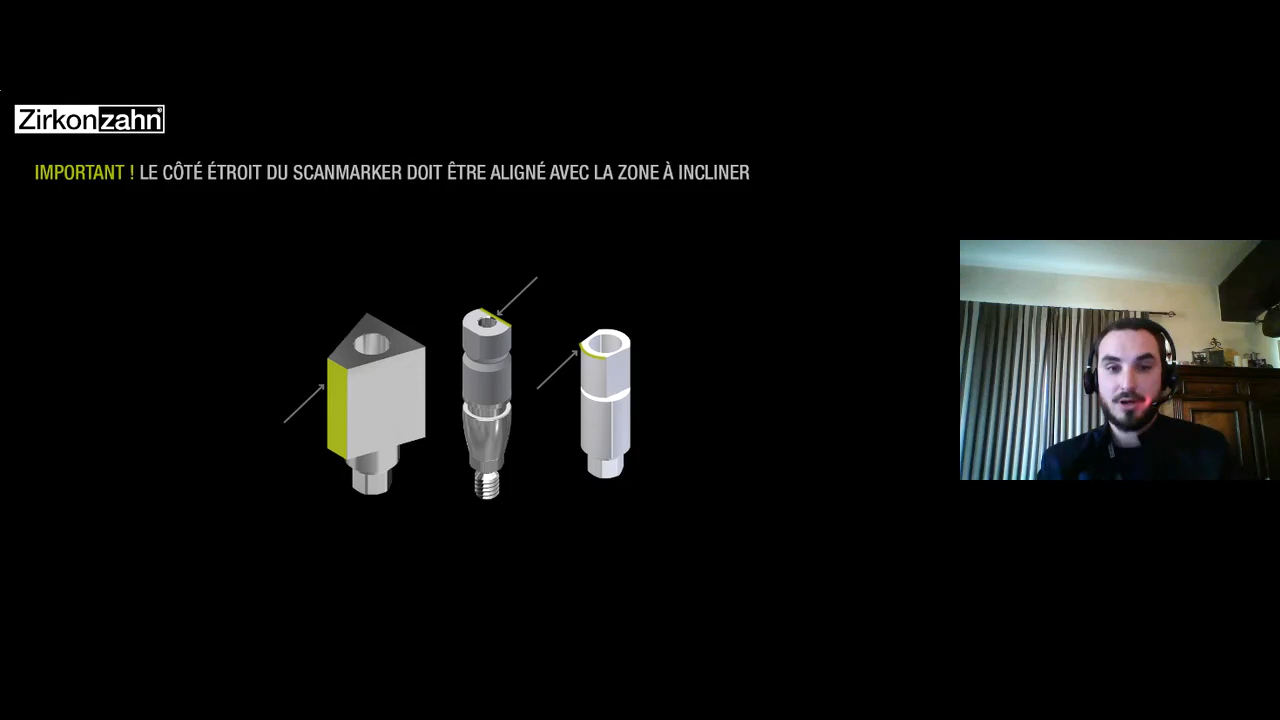 Zirkonzahn®
IMPORTANT ! LE CÔTÉ ÉTROIT DU SCANMARKER DOIT ÊTRE ALIGNÉ AVEC LA ZONE À INCLINER